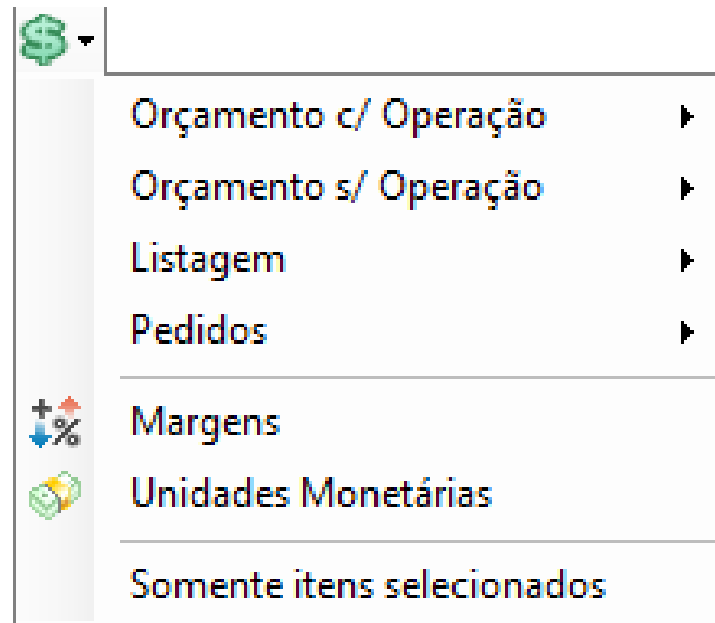 Orçamento c/ Operação
Orçamento s/ Operação
Listagem
Pedidos
Margens
Unidades Monetárias
Somente itens selecionados